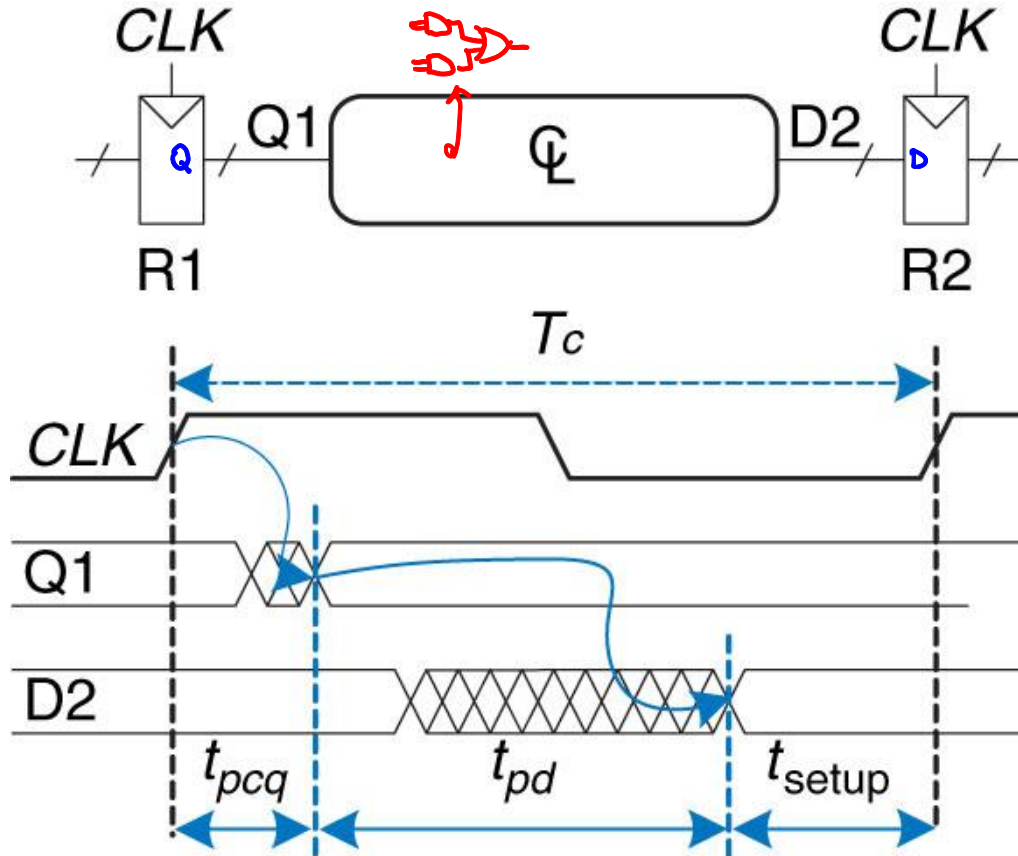 CLK CLK
Q1 D2
Q CL D
R1 R2
Tc
CLK
Q1
D2
tpcq tpd tsetup